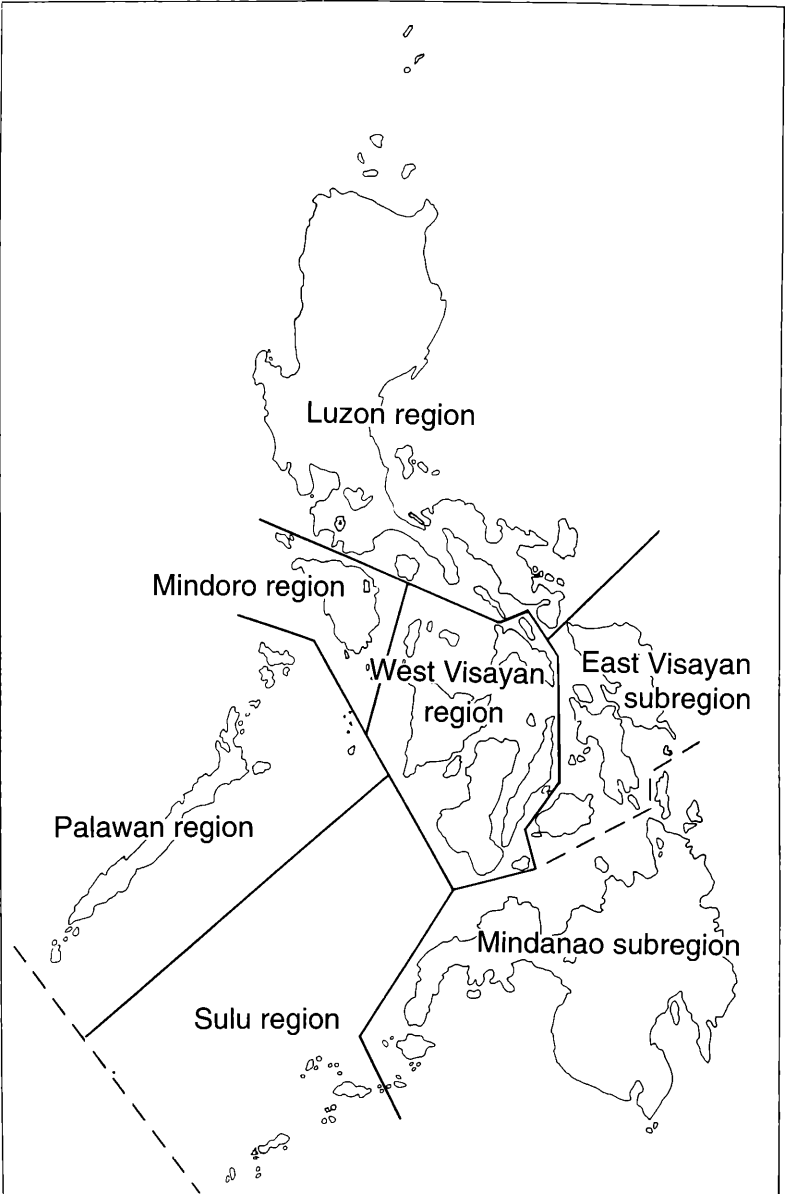 Luzon region
Mindoro region
West Visayan
region
East Visayan
subregion
Palawan region
Mindanao subregion
Sulu region